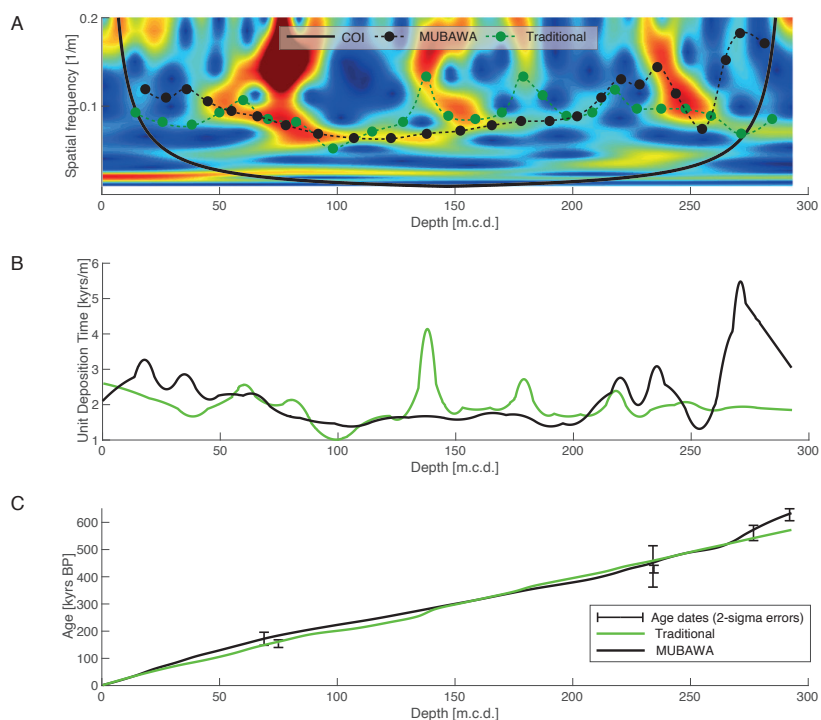 A
Spatial frequency [1/m]
0.2
0.1
COI MUBAWA Traditional
0 50 100 150 200 250 300
Depth [m.c.d.]
B
Unit Deposition Time [kyrs/m]
6
5
4
3
2
1
0 50 100 150 200 250 300
Depth [m.c.d.]
C
Age [kyrs BP]
600
500
400
300
200
100
0
Age dates (2-sigma errors)
Traditional
MUBAWA
0 50 100 150 200 250 300
Depth [m.c.d.]